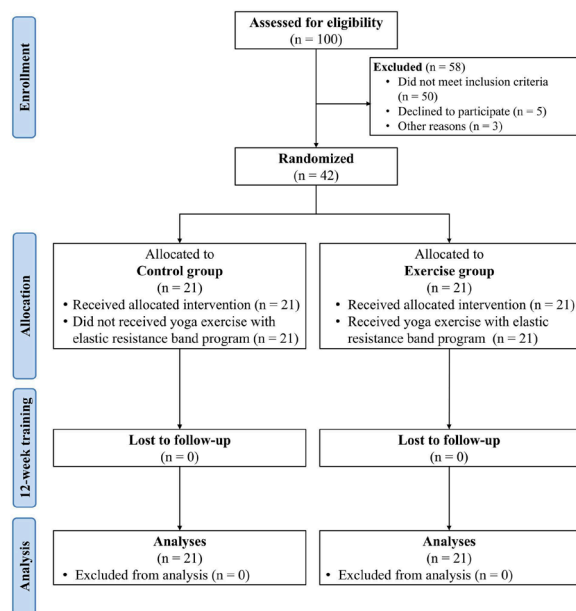 Enrollment
Assessed for eligibility
(n = 100)
Excluded (n = 58)
• Did not meet inclusion criteria
(n = 50)
• Declined to participate (n = 5)
• Other reasons (n = 3)
Randomized
(n = 42)
Allocation
Allocated to
Control group
(n = 21)
• Received allocated intervention (n = 21)
• Did not received yoga exercise with
elastic resistance band program (n = 21)
Allocated to
Exercise group
(n = 21)
• Received allocated intervention (n = 21)
• Received yoga exercise with elastic
resistance band program (n = 21)
12-week training
Lost to follow-up
(n = 0)
Lost to follow-up
(n = 0)
Analysis
Analyses
(n = 21)
• Excluded from analysis (n = 0)
Analyses
(n = 21)
• Excluded from analysis (n = 0)